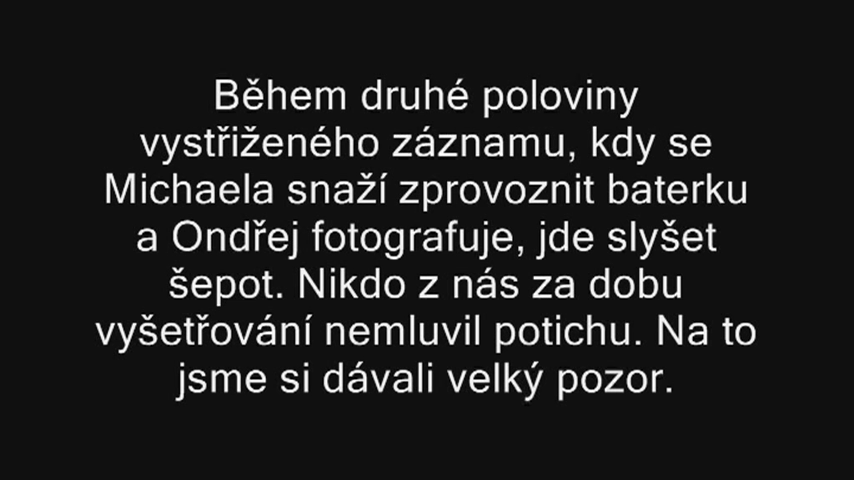 Během druhé poloviny
vystřiženého záznamu, kdy se
Michaela snaží zprovoznit baterku
a Ondřej fotografuje, jde slyšet
šepot. Nikdo z nás za dobu
vyšetřování nemluvil potichu. Na to
jsme si dávali velký pozor.